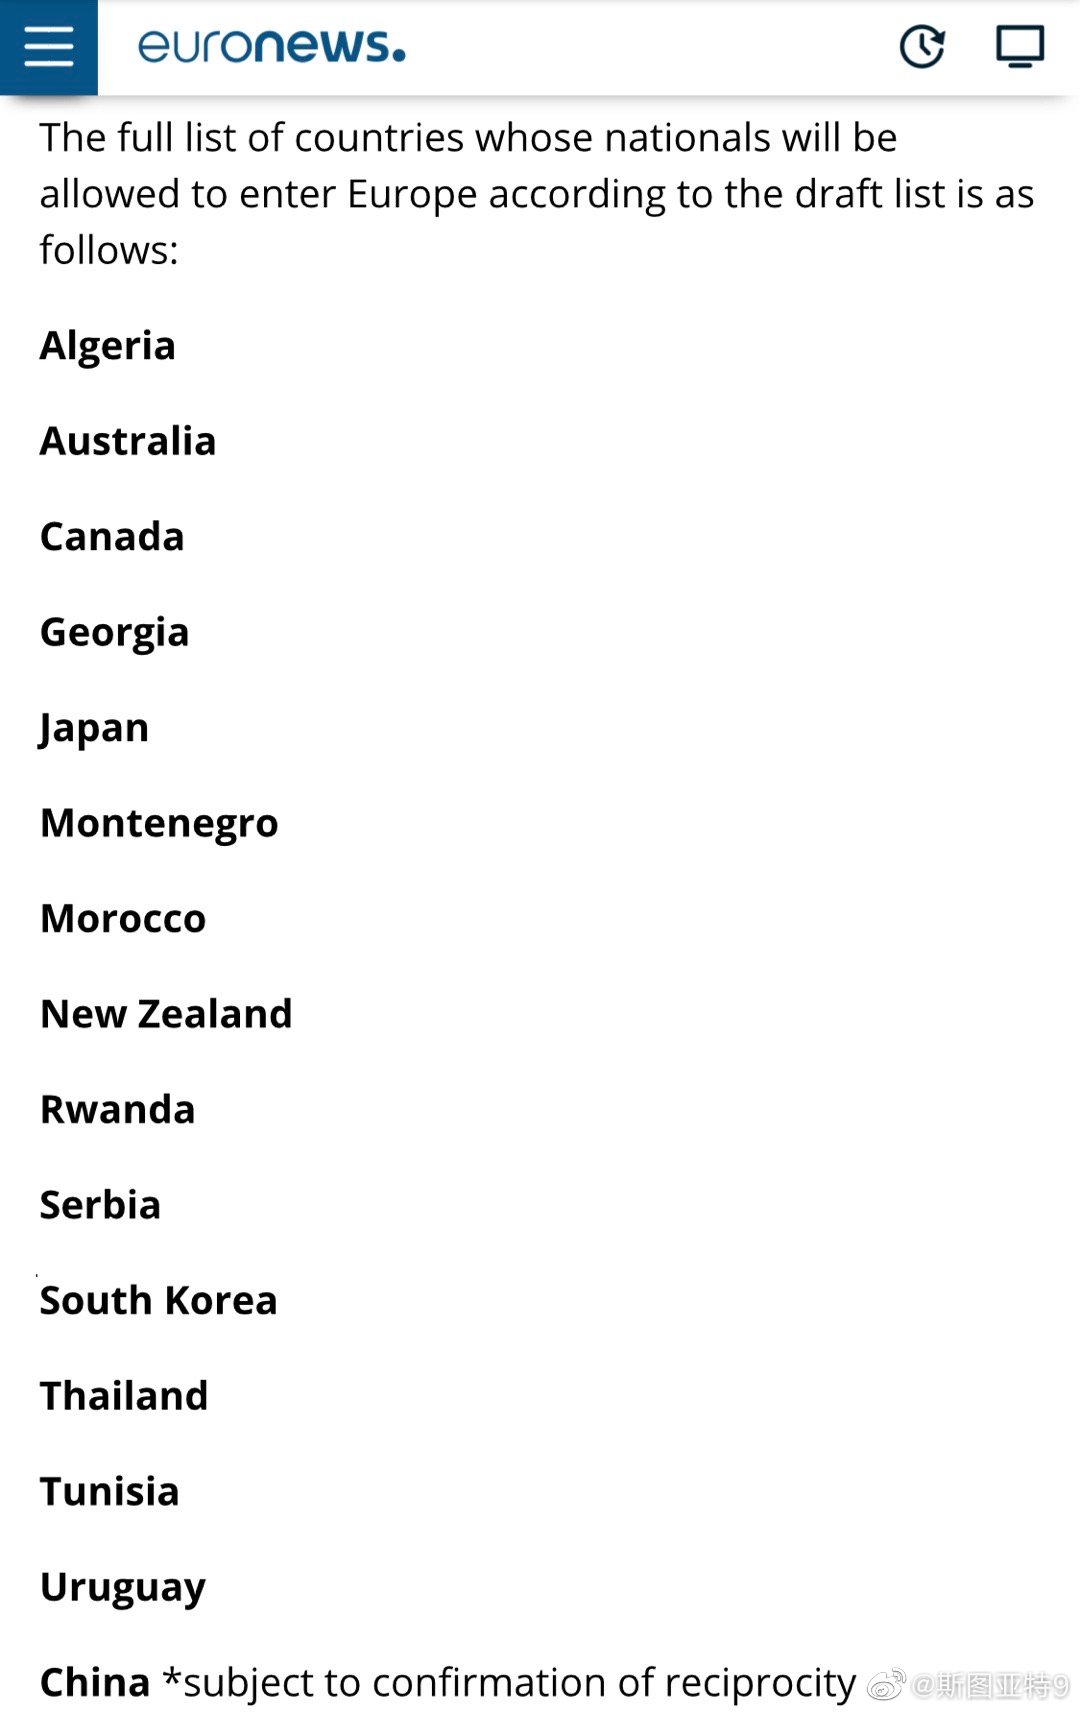 euronews.
The full list of countries whose nationals will be
allowed to enter Europe according to the draft list is as
follows:
Algeria
Australia
Canada
Georgia
Japan
Montenegro
Morocco
New Zealand
Rwanda
Serbia
South Korea
Thailand
Tunisia
Uruguay
China *subject to confirmation of reciprocity
@斯图亚特9